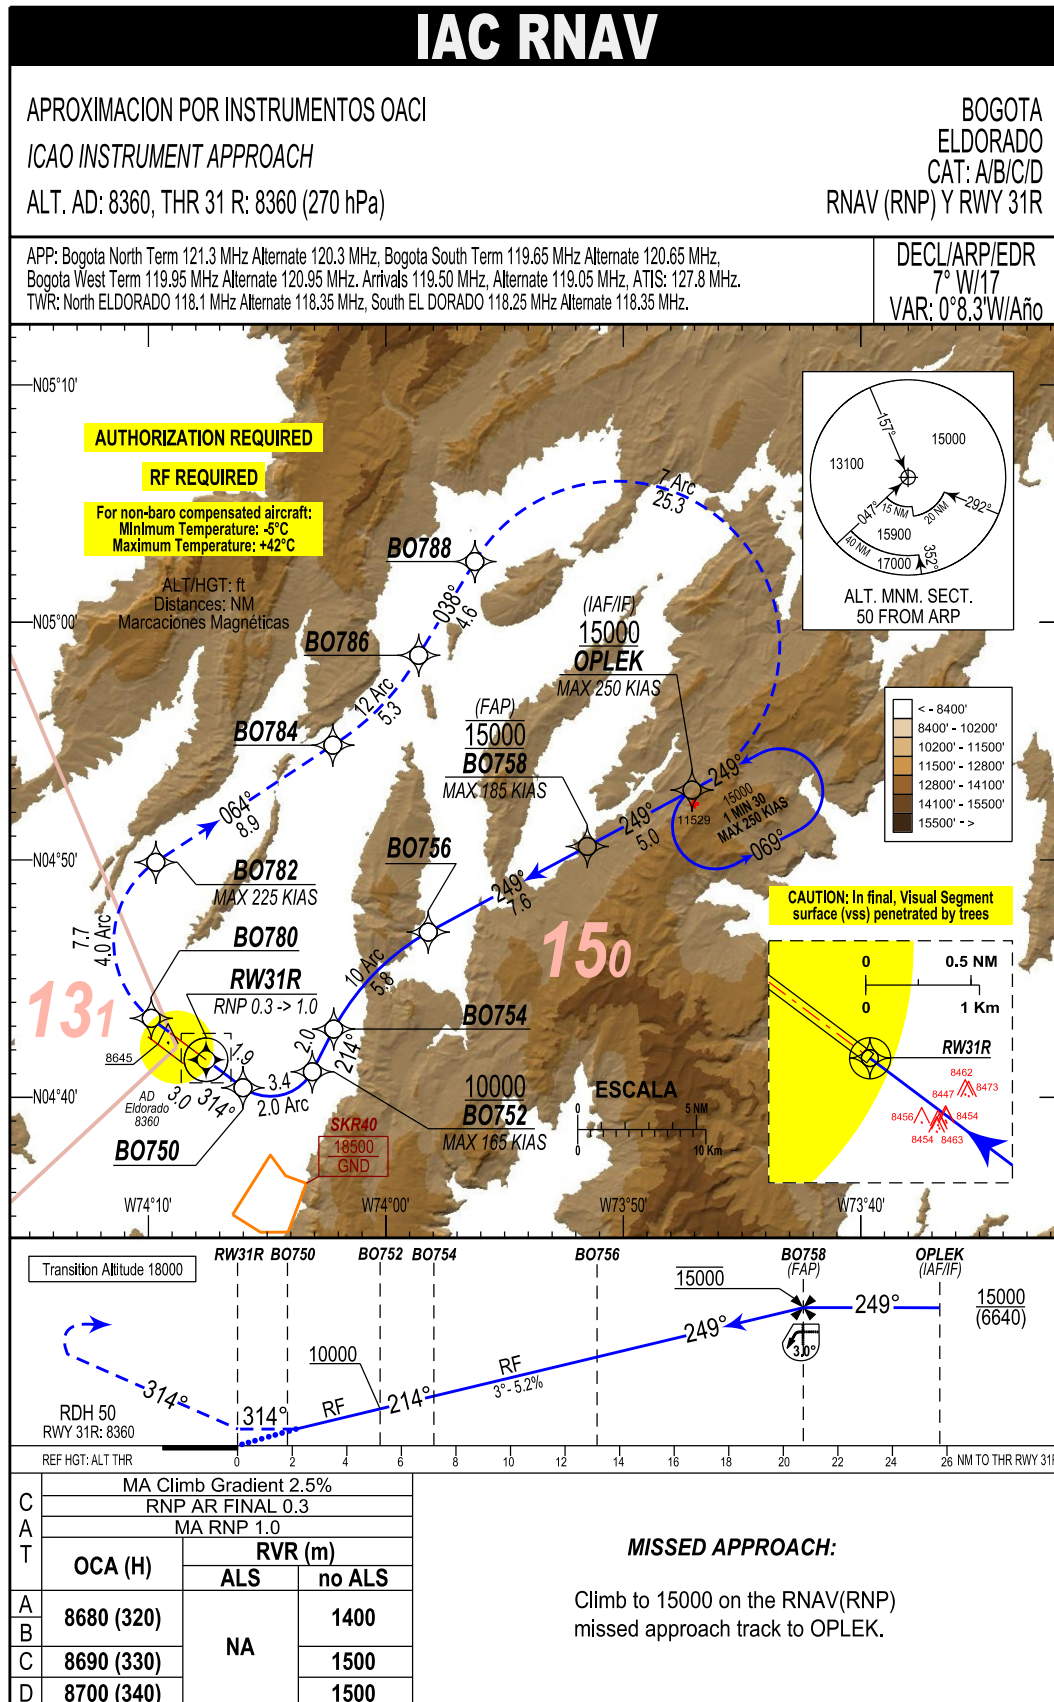 IAC RNAV
APROXIMACION POR INSTRUMENTOS OACI
ICAO INSTRUMENT APPROACH
ALT. AD: 8360, THR 31 R: 8360 (270 hPa)
BOGOTA
ELDORADO
CAT: A/B/C/D
RNAV (RNP) Y RWY 31R
APP: Bogota North Term 121.3 MHz Alternate 120.3 MHz, Bogota South Term 119.65 MHz Alternate 120.65 MHz,
Bogota West Term 119.95 MHz Alternate 120.95 MHz. Arrivals 119.50 MHz, Alternate 119.05 MHz, ATIS: 127.8 MHz.
TWR: North ELDORADO 118.1 MHz Alternate 118.35 MHz, South EL DORADO 118.25 MHz Alternate 118.35 MHz.
DECL/ARP/EDR
7° W/17
VAR: 0°8.3'W/Año
N05°10'
AUTHORIZATION REQUIRED
RF REQUIRED
For non-baro compensated aircraft:
MInImum Temperature: -5°C
Maximum Temperature: +42°C
ALT/HGT: ft
Distances: NM
Marcaciones Magnéticas
N05°00'
BO788
038°
4.6
BO786
12 Arc
5.3
BO784
064°
8.9
7 Arc
25.3
(IAF/IF)
15000
OPLEK
MAX 250 KIAS
(FAP)
15000
BO758
MAX 185 KIAS
157°
15000
13100
047°
15 NM
20 NM
292°
15900
40 NM
17000
352°
ALT. MNM. SECT.
50 FROM ARP
< - 8400'
8400' - 10200'
10200' - 11500'
11500' - 12800'
12800' - 14100'
14100' - 15500'
15500' - >
249°
15000
1 MIN 30
MAX 250 KIAS
069°
11529
249°
5.0
N04°50'
BO782
MAX 225 KIAS
BO756
249°
7.6
7.7
4.0 Arc
BO780
RW31R
RNP 0.3 -> 1.0
10 Arc
5.8
131
150
CAUTION: In final, Visual Segment
surface (vss) penetrated by trees
0
0.5 NM
0
1 Km
RW31R
8462
8473
8447
8456
8454
8454
8463
BO754
2.0
214°
8645
1.9
3.0
314°
3.4
2.0 Arc
N04°40'
AD
Eldorado
8360
BO750
10000
BO752
MAX 165 KIAS
ESCALA
0
5 NM
0
10 Km
SKR40
18500
GND
W74°10'
W74°00'
W73°50'
W73°40'
Transition Altitude 18000
RW31R
BO750
BO752
BO754
BO756
BO758
(FAP)
OPLEK
(IAF/IF)
15000
249°
15000
(6640)
3.0°
249°
10000
RF
3° - 5.2%
214°
RF
314°
314°
RDH 50
RWY 31R: 8360
REF HGT: ALT THR
0
2
4
6
8
10
12
14
16
18
20
22
24
26
NM TO THR RWY 31R
CAT
MA Climb Gradient 2.5%
RNP AR FINAL 0.3
MA RNP 1.0
OCA (H)
RVR (m)
ALS
no ALS
A
B
8680 (320)
NA
1400
C
8690 (330)
1500
D
8700 (340)
1500
MISSED APPROACH:
Climb to 15000 on the RNAV(RNP)
missed approach track to OPLEK.